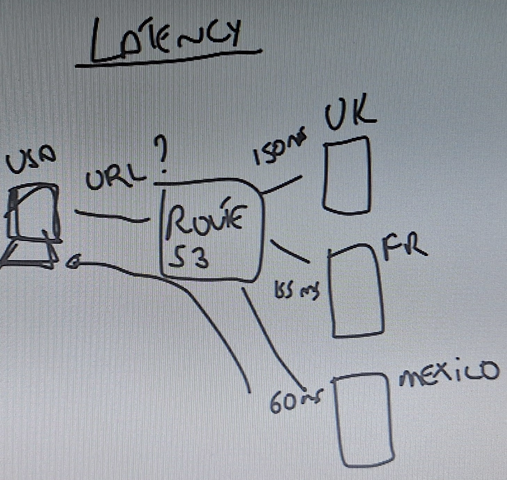 LATENCY
USA
URL?
ROUTE
53
150ms
UK
155 ms
FR
60ms
MEXICO